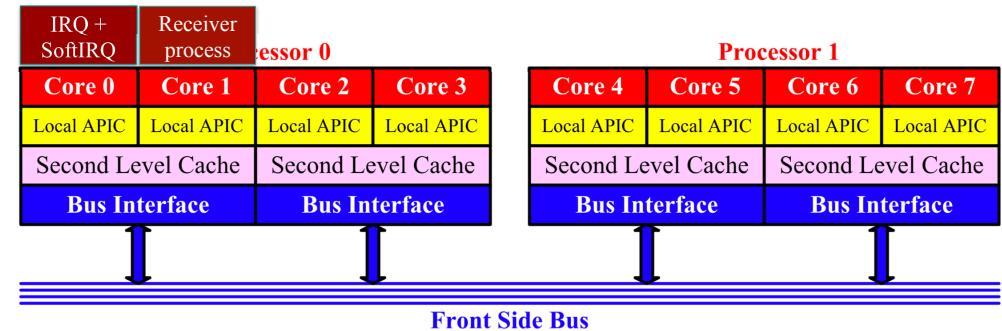 IRQ +
SoftIRQ
Receiver
process
cessor 0
Processor 1
Core 0 Core 1 Core 2 Core 3 Core 4 Core 5 Core 6 Core 7
Local APIC Local APIC Local APIC Local APIC Local APIC Local APIC Local APIC Local APIC
Second Level Cache Second Level Cache Second Level Cache Second Level Cache
Bus Interface Bus Interface Bus Interface Bus Interface
Front Side Bus